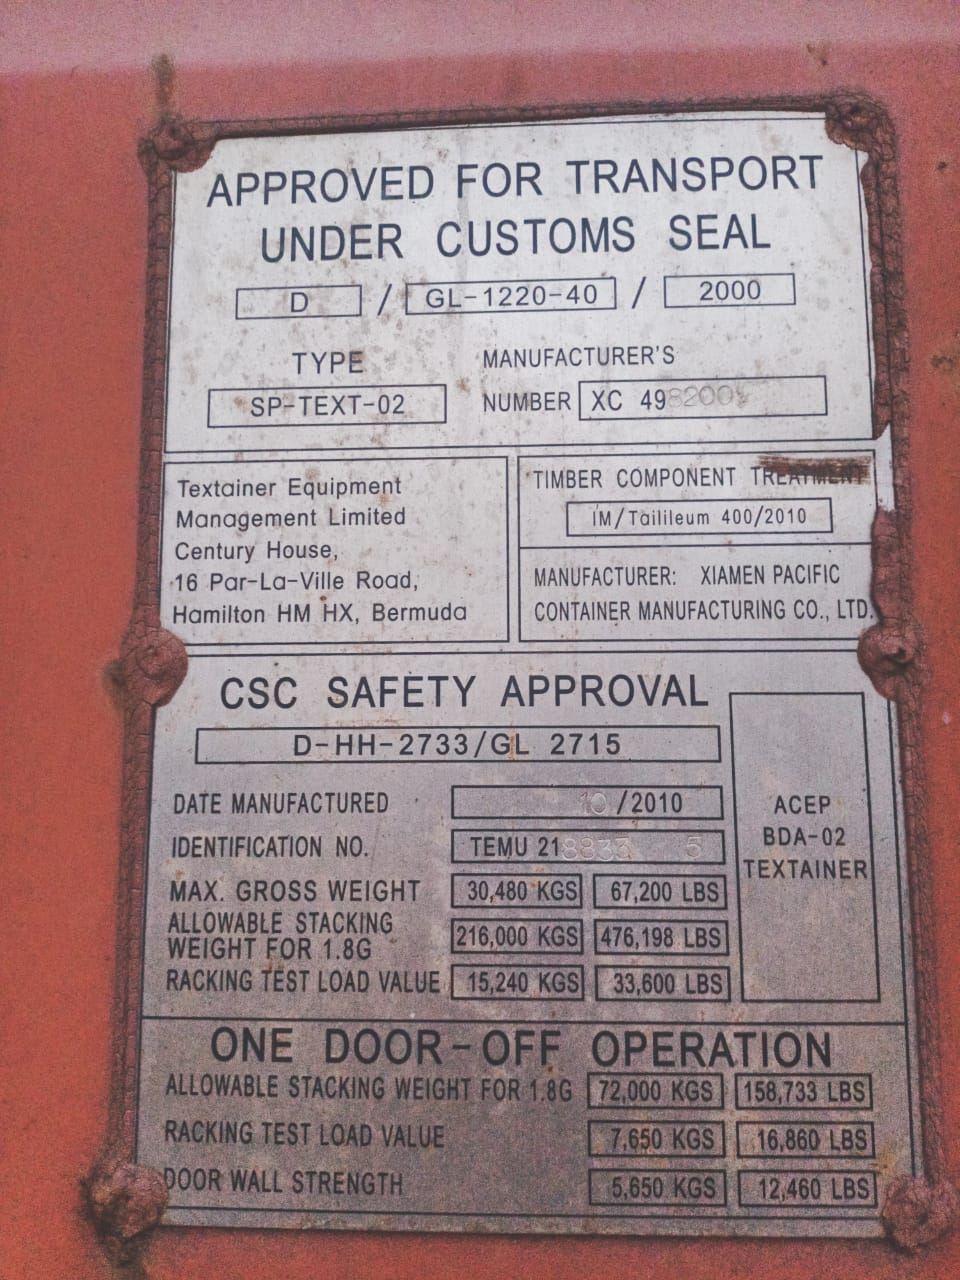 APPROVED FOR TRANSPORT
UNDER CUSTOMS SEAL
D / GL-1220-40 / 2000
TYPE
SP-TEXT-02
MANUFACTURER'S
NUMBER XC 49
Textainer Equipment
Management Limited
Century House,
16 Par-La-Ville Road,
Hamilton HM HX, Bermuda
TIMBER COMPONENT TREATMENT
IM/Tailileum 400/2010
MANUFACTURER: XIAMEN PACIFIC
CONTAINER MANUFACTURING CO., LTD.
CSC SAFETY APPROVAL
D-HH-2733/GL 2715
DATE MANUFACTURED 10/2010
IDENTIFICATION NO. TEMU 21
MAX. GROSS WEIGHT 30,480 KGS 67,200 LBS
ALLOWABLE STACKING
WEIGHT FOR 1.8G 216,000 KGS 476,198 LBS
RACKING TEST LOAD VALUE 15,240 KGS 33,600 LBS
ACEP
BDA-02
TEXTAINER
ONE DOOR-OFF OPERATION
ALLOWABLE STACKING WEIGHT FOR 1.8G 72,000 KGS 158,733 LBS
RACKING TEST LOAD VALUE 7,650 KGS 16,860 LBS
DOOR WALL STRENGTH 5,650 KGS 12,460 LBS